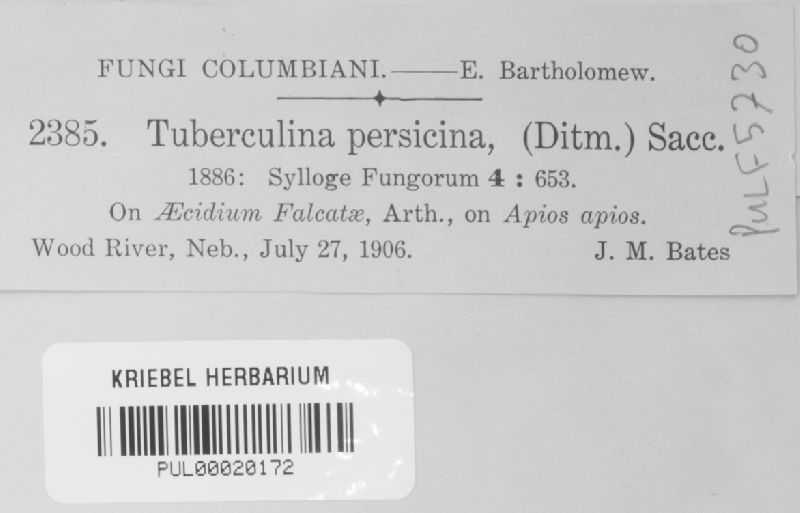 FUNGI COLUMBIANI.——E. Bartholomew.
2385. Tuberculina persicina, (Ditm.) Sacc.
1886: Sylloge Fungorum 4 : 653.
On Æcidium Falcatæ, Arth., on Apios apios.
Wood River, Neb., July 27, 1906. J. M. Bates
PULF5730
KRIEBEL HERBARIUM
PUL00020172